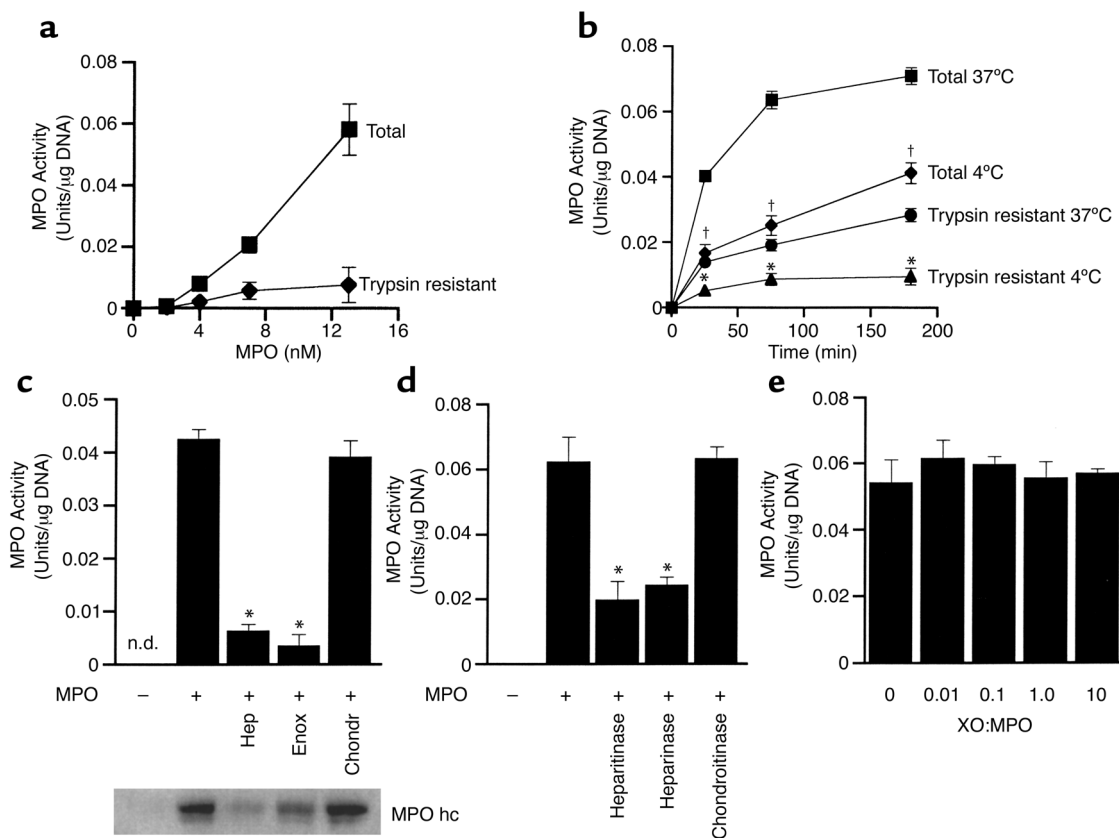 a
MPO Activity
(Units/μg DNA)
0.08
0.06
0.04
0.02
0
0 4 8 12 16
MPO (nM)
Total
Trypsin resistant
b
MPO Activity
(Units/μg DNA)
0.08
0.06
0.04
0.02
0
0 50 100 150 200
Time (min)
Total 37ºC
†
† †
Total 4ºC
Trypsin resistant 37ºC
* * *
Trypsin resistant 4ºC
c
MPO Activity
(Units/μg DNA)
0.05
0.04
0.03
0.02
0.01
0
n.d.
* *
MPO – + + + +
Hep
Enox
Chondr
MPO hc
d
MPO Activity
(Units/μg DNA)
0.08
0.06
0.04
0.02
0
* *
MPO – + + + +
Heparitinase
Heparinase
Chondroitinase
e
MPO Activity
(Units/μg DNA)
0.08
0.06
0.04
0.02
0
0 0.01 0.1 1.0 10
XO:MPO